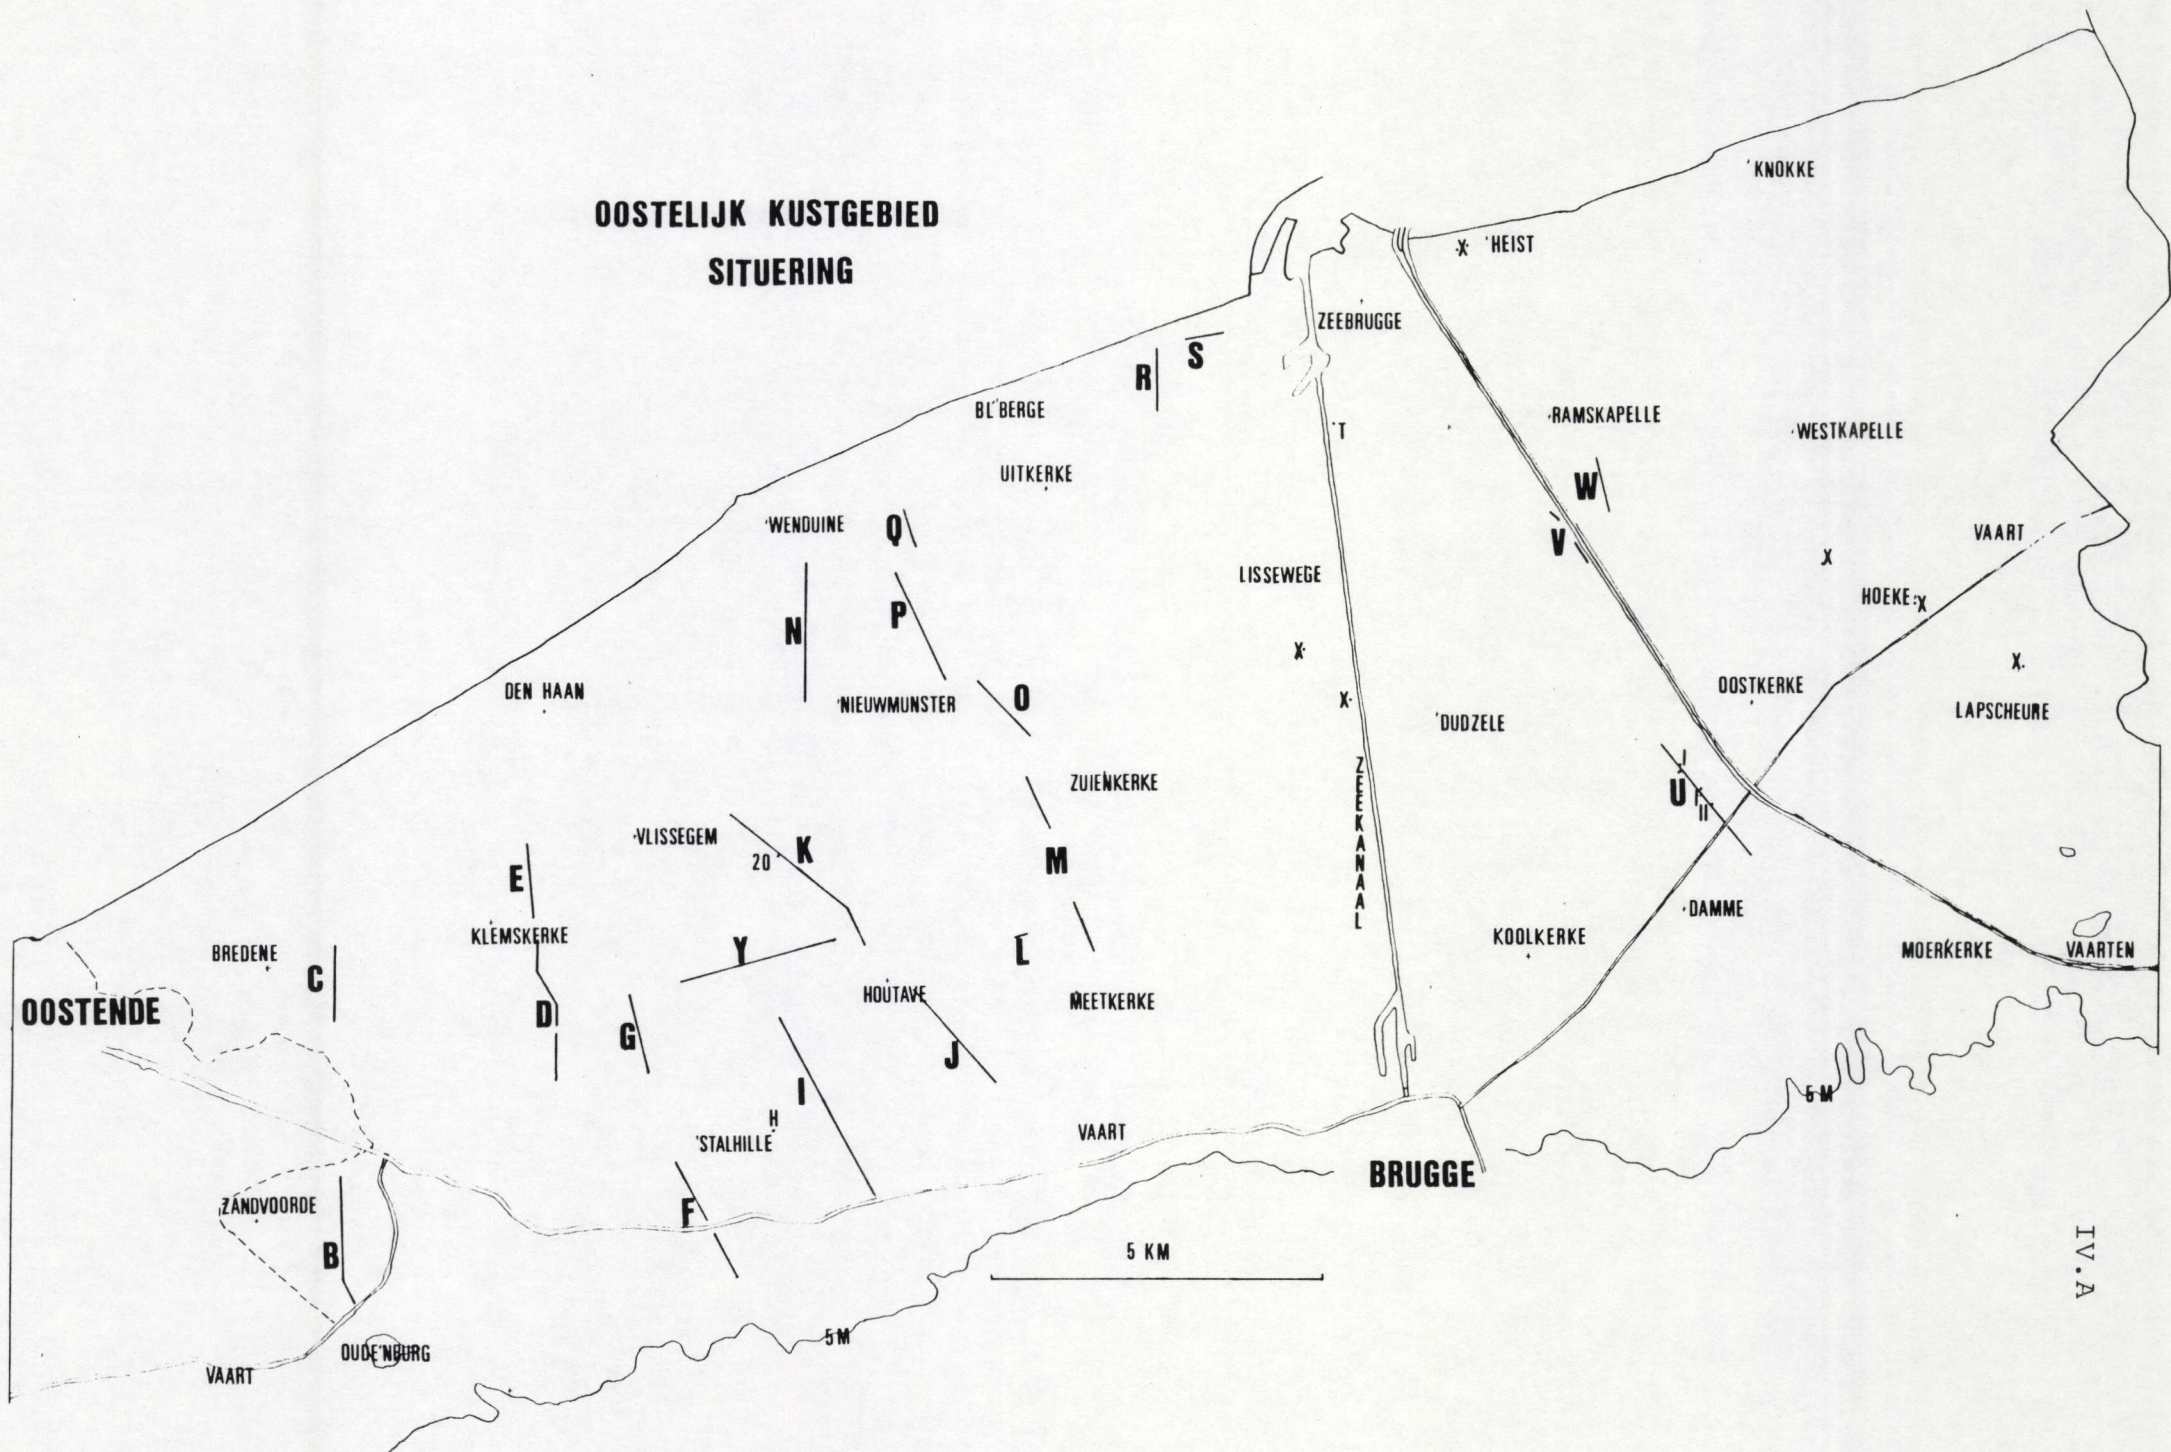 OOSTELIJK KUSTGEBIED
SITUERING
'KNOKKE
X 'HEIST
ZEEBRUGGE
S
R
BL'BERGE
'T
RAMSKAPELLE
WESTKAPELLE
UITKERKE
W
'WENDUINE
Q
V
VAART
X
LISSEWEGE
HOEKE X
P
N
X
X
LAPSCHEURE
DEN HAAN
'NIEUWMUNSTER
O
X
OOSTKERKE
'DUDZELE
ZEEKANAAL
ZUIENKERKE
I
U
II
VLISSEGEM
20
K
M
E
KLEMSKERKE
DAMME
KOOLKERKE
MOERKERKE
VAARTEN
BREDENE
C
Y
L
HOUTAVE
MEETKERKE
OOSTENDE
D
G
J
I
H
'STALHILLE
VAART
5 M
BRUGGE
ZANDVOORDE
F
B
5 KM
IV.A
5 M
OUDENBURG
VAART